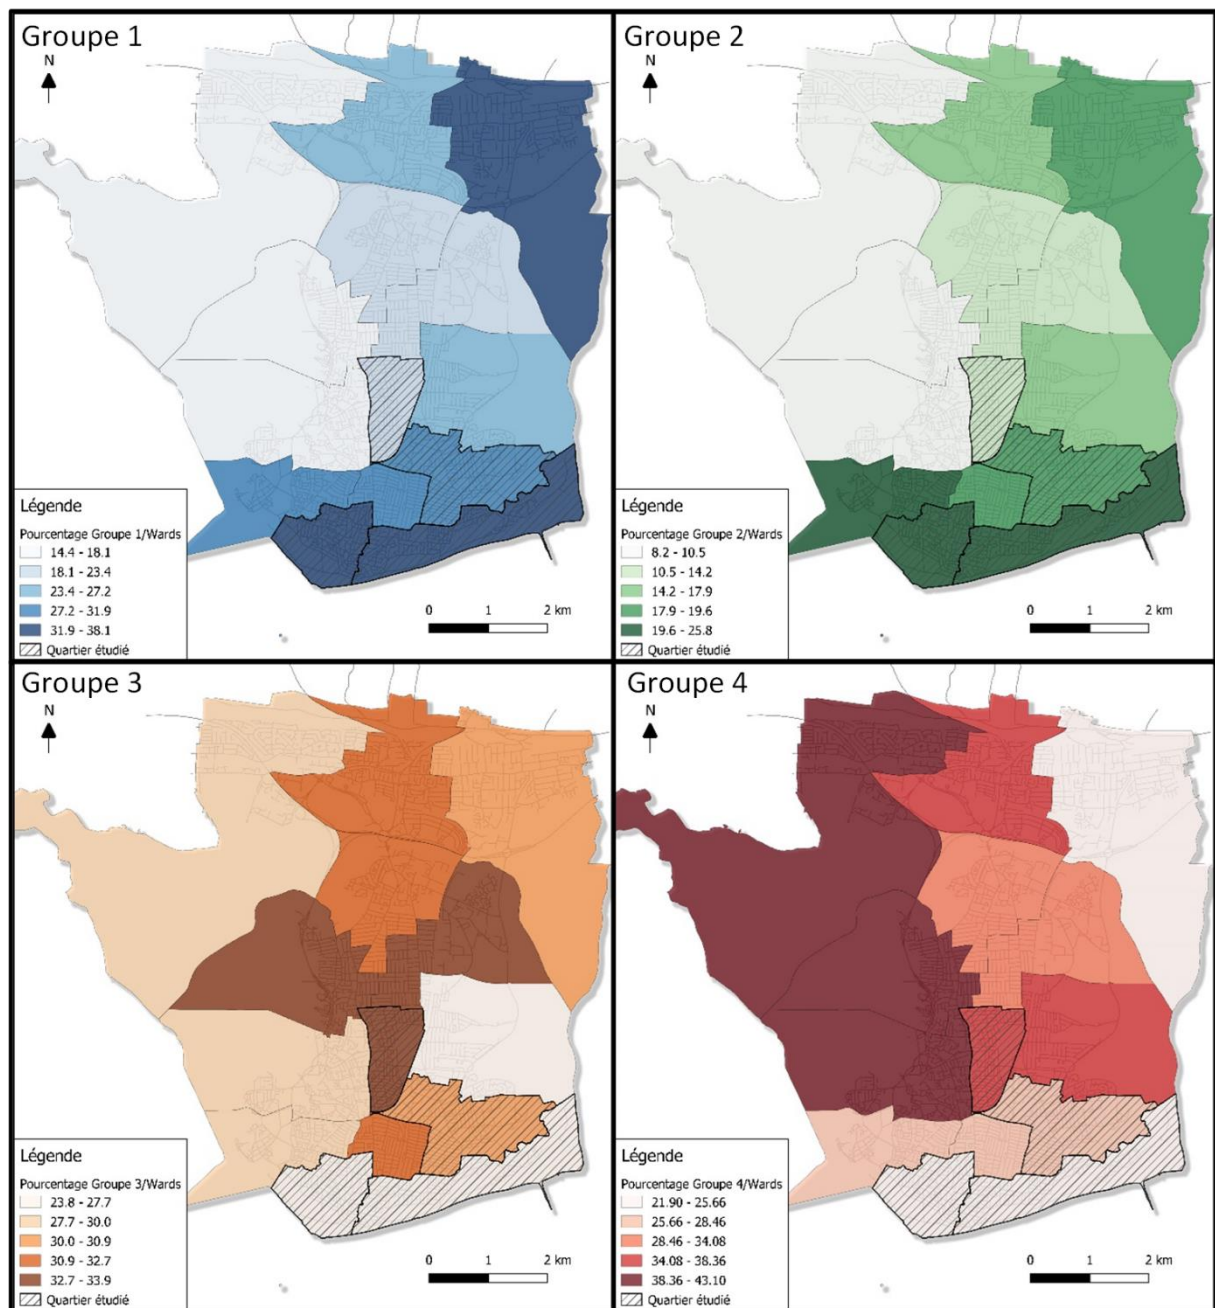 Groupe 1
N
Légende
Pourcentage Groupe 1/Wards
14.4 - 18.1
18.1 - 23.4
23.4 - 27.2
27.2 - 31.9
31.9 - 38.1
Quartier étudié
0 1 2 km
Groupe 2
N
Légende
Pourcentage Groupe 2/Wards
8.2 - 10.5
10.5 - 14.2
14.2 - 17.9
17.9 - 19.6
19.6 - 25.8
Quartier étudié
0 1 2 km
Groupe 3
N
Légende
Pourcentage Groupe 3/Wards
23.8 - 27.7
27.7 - 30.0
30.0 - 30.9
30.9 - 32.7
32.7 - 33.9
Quartier étudié
0 1 2 km
Groupe 4
N
Légende
Pourcentage Groupe 4/Wards
21.90 - 25.66
25.66 - 28.46
28.46 - 34.08
34.08 - 38.36
38.36 - 43.10
Quartier étudié
0 1 2 km